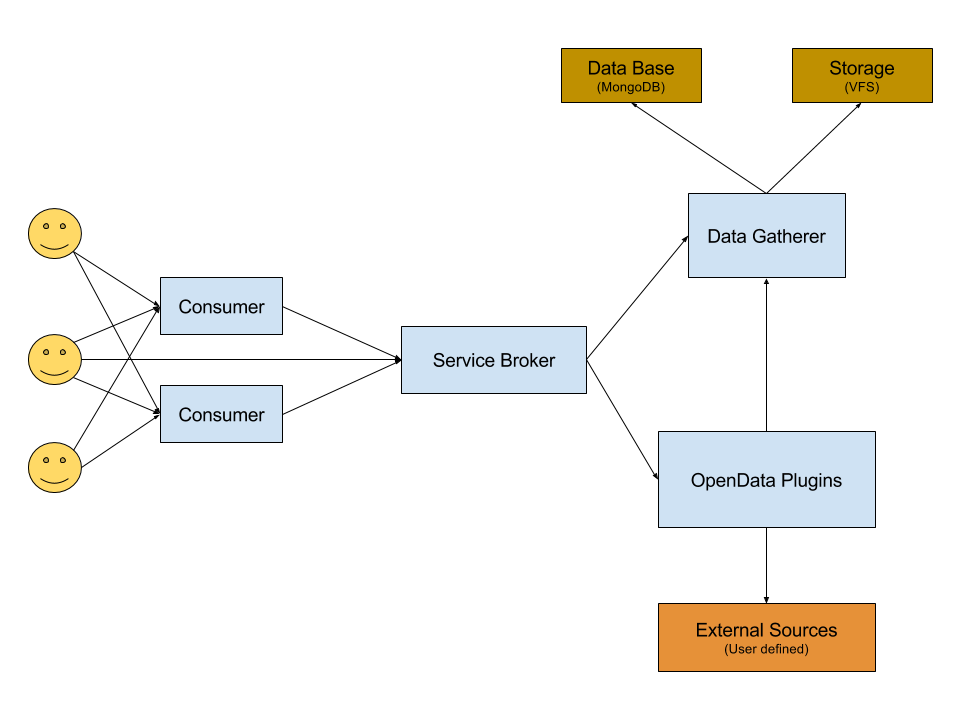 Data Base
(MongoDB)
Storage
(VFS)
Data Gatherer
Consumer
Service Broker
Consumer
OpenData Plugins
External Sources
(User defined)